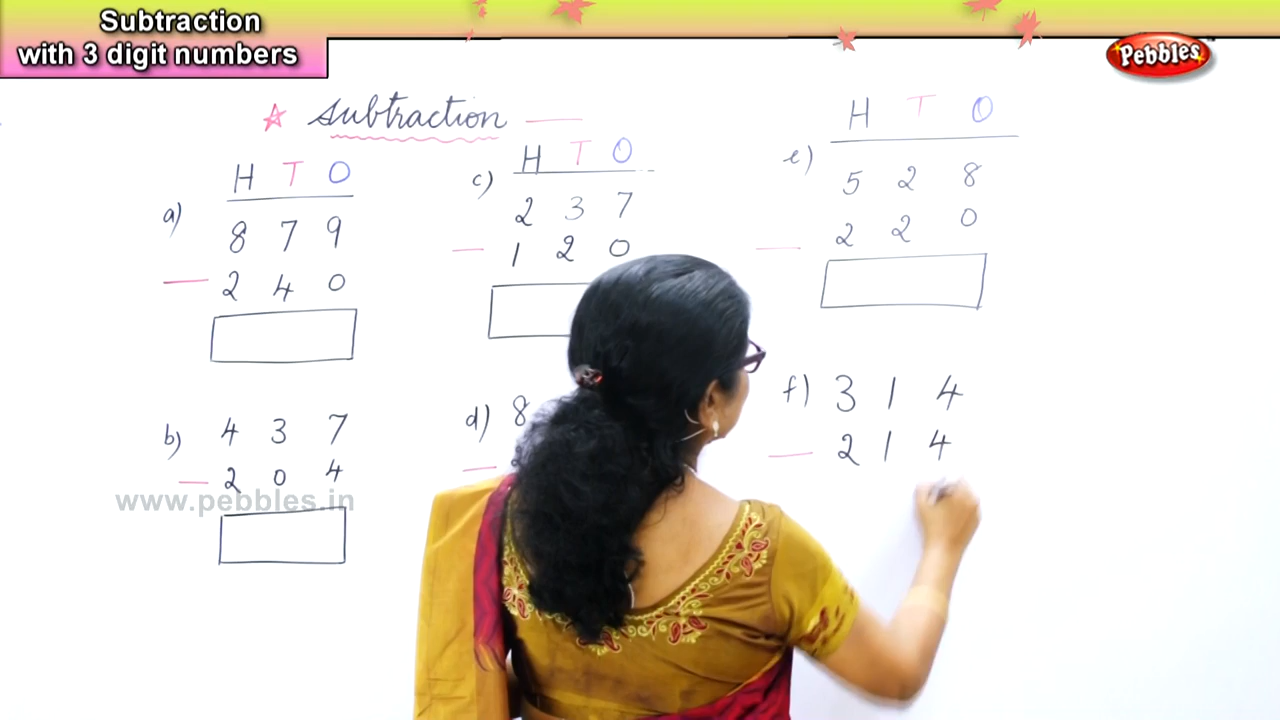 Subtraction
with 3 digit numbers
Pebbles
☆ Subtraction —
H T O
a) 8 7 9
— 2 4 0
b) 4 3 7
— 2 0 4
H T O
c) 2 3 7
— 1 2 0
d) 8
—
H T O
e) 5 2 8
— 2 2 0
f) 3 1 4
— 2 1 4
www.pebbles.in